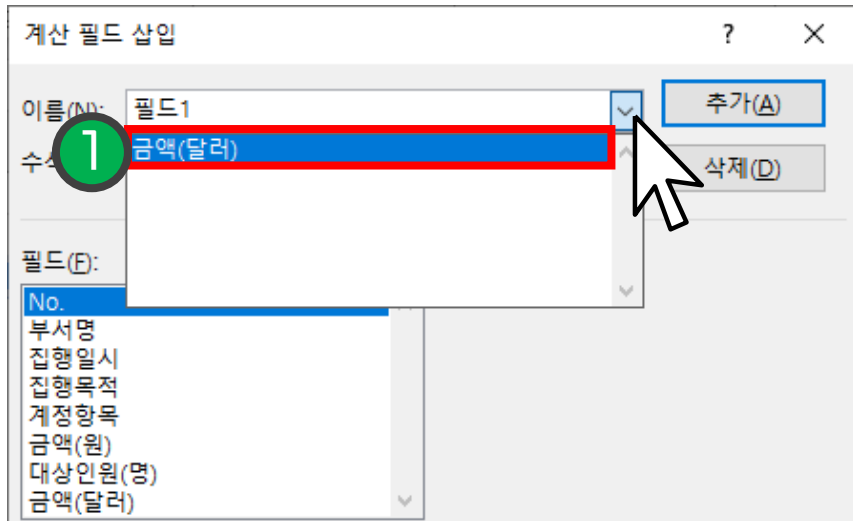 계산 필드 삽입 ?
이름(N): 필드1 추가(A)
1 금액(달러) 삭제(D)
필드(F):
No.
부서명
집행일시
집행목적
계정항목
금액(원)
대상인원(명)
금액(달러)